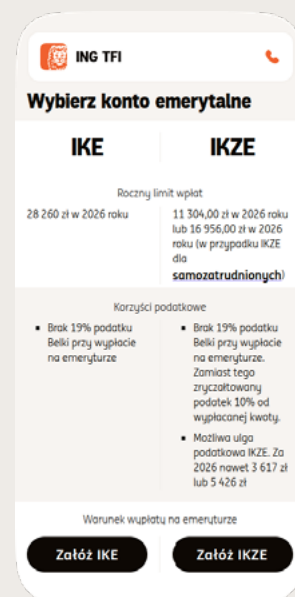 ING TFI
Wybierz konto emerytalne
IKE
IKZE
Roczny limit wpłat
28 260 zł w 2026 roku
11 304,00 zł w 2026 roku
lub 16 956,00 zł w 2026
roku (w przypadku IKZE
dla
samozatrudnionych)
Korzyści podatkowe
▪ Brak 19% podatku
Belki przy wypłacie
na emeryturze
▪ Brak 19% podatku
Belki przy wypłacie
na emeryturze.
Zamiast tego
zryczałtowany
podatek 10% od
wypłacanej kwoty.
▪ Możliwa ulga
podatkowa IKZE. Za
2026 nawet 3 617 zł
lub 5 426 zł
Warunek wypłaty na emeryturze
Załóż IKE
Załóż IKZE